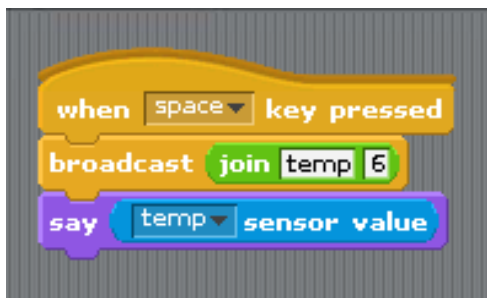 when space key pressed
broadcast join temp 6
say temp sensor value